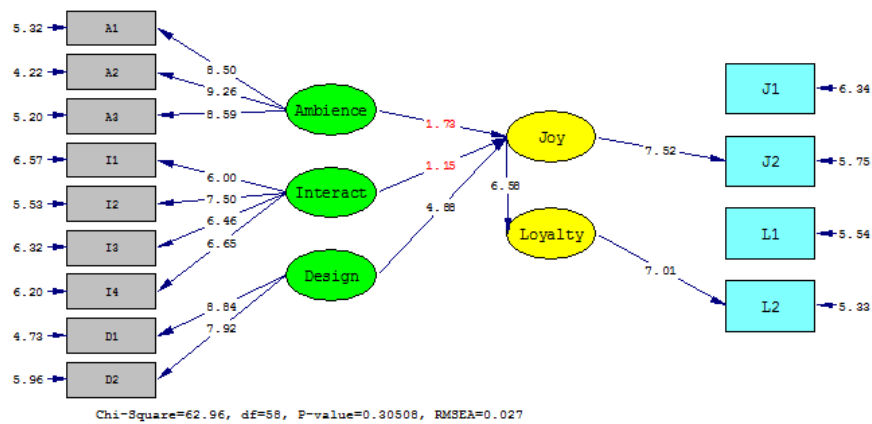 5.32 A1
4.22 A2
5.20 A3
6.57 I1
5.53 I2
6.32 I3
6.20 I4
4.73 D1
5.96 D2
8.50
9.26
8.59
6.00
7.50
6.46
6.65
8.84
7.92
Ambience
Interact
Design
1.73
1.15
4.88
Joy
6.58
Loyalty
7.52
7.01
J1 6.34
J2 5.75
L1 5.54
L2 5.33
Chi-Square=62.96, df=58, P-value=0.30508, RMSEA=0.027